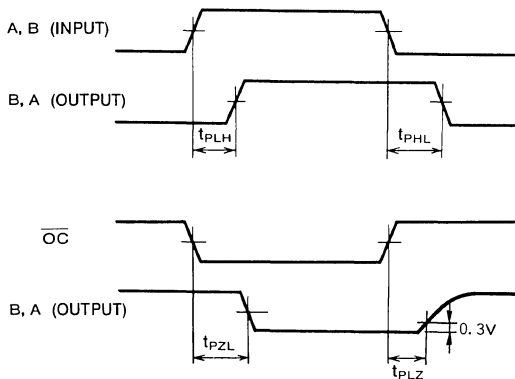 A, B (INPUT)
B, A (OUTPUT)
tPLH
tPHL
OC
B, A (OUTPUT)
0.3V
tPZL
tPLZ